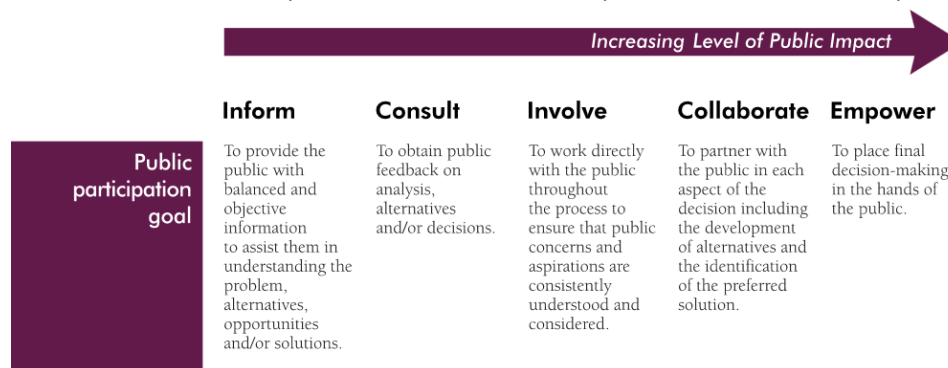 Increasing Level of Public Impact
Inform
Consult
Involve
Collaborate
Empower
Public
participation
goal
To provide the
public with
balanced and
objective
information
to assist them in
understanding the
problem,
alternatives,
opportunities
and/or solutions.
To obtain public
feedback on
analysis,
alternatives
and/or decisions.
To work directly
with the public
throughout
the process to
ensure that public
concerns and
aspirations are
consistently
understood and
considered.
To partner with
the public in each
aspect of the
decision including
the development
of alternatives and
the identification
of the preferred
solution.
To place final
decision-making
in the hands of
the public.